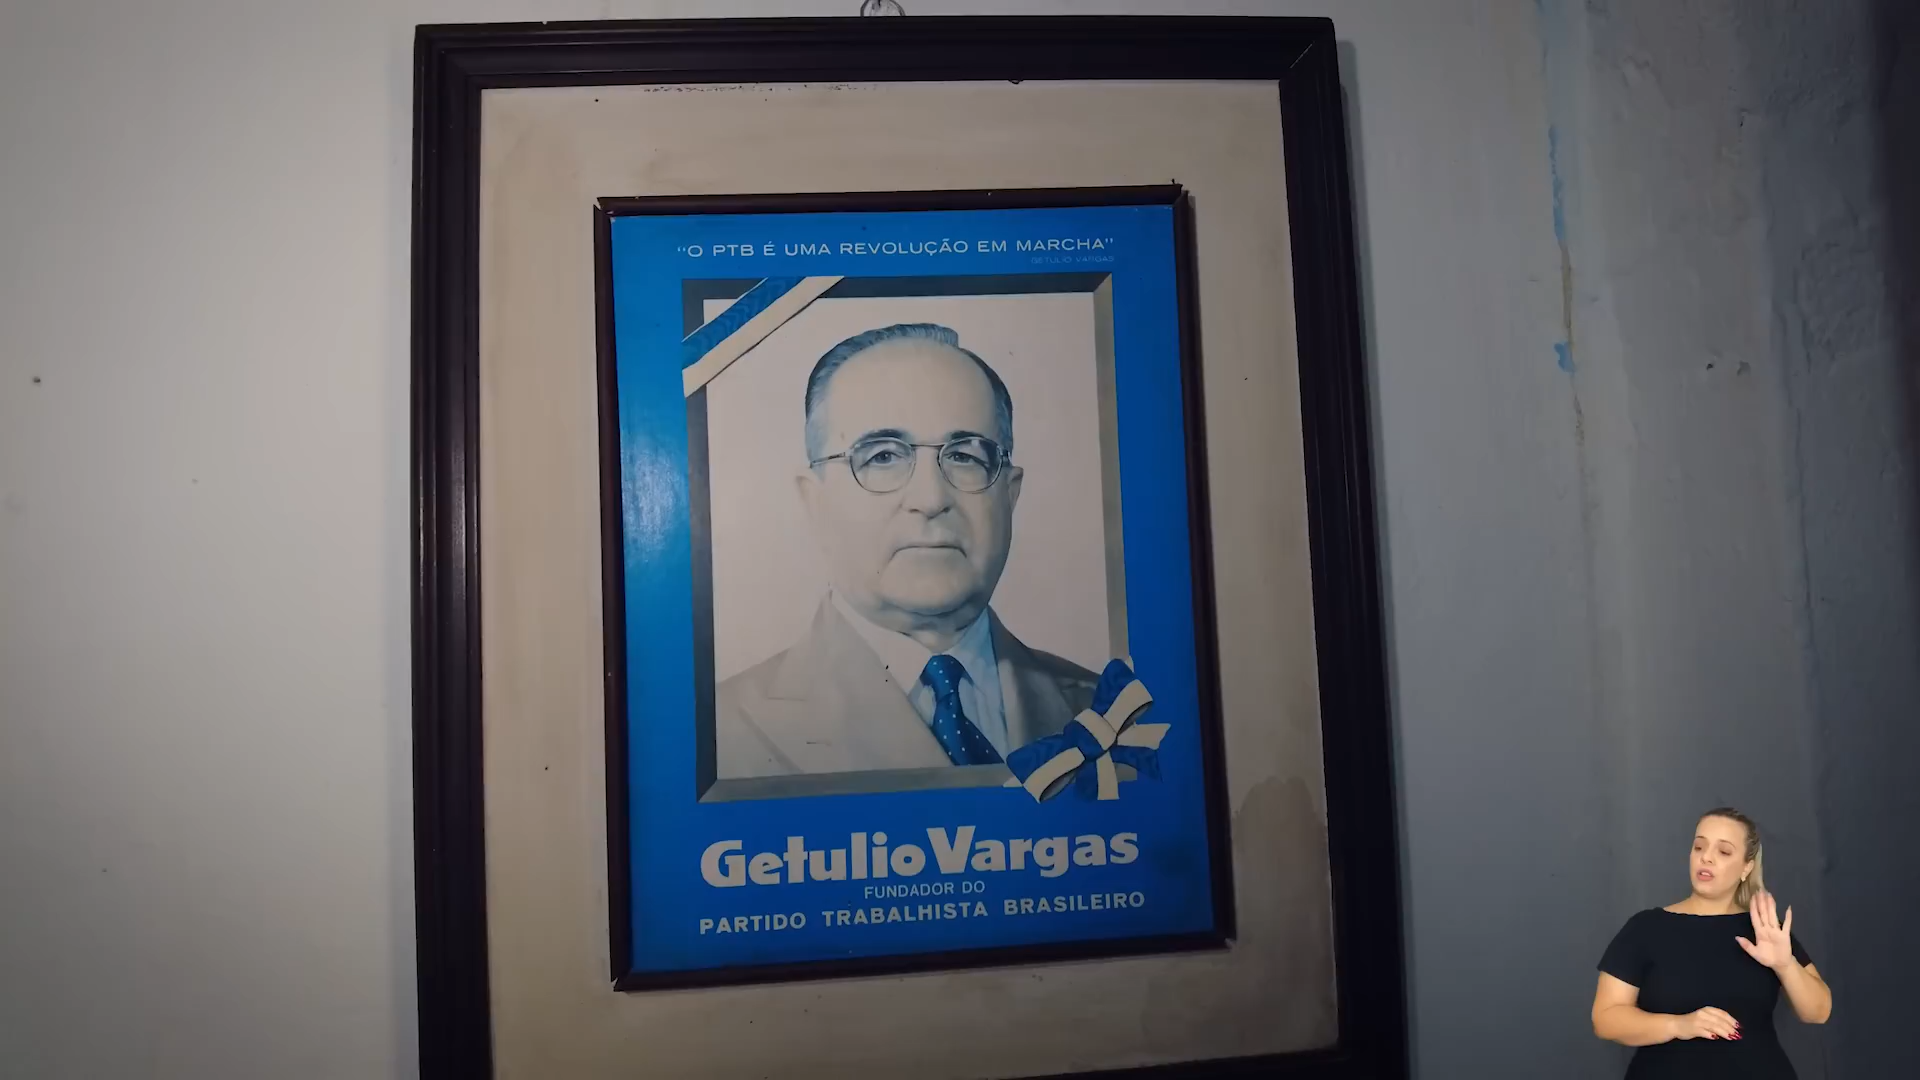 “O PTB É UMA REVOLUÇÃO EM MARCHA”
GETULIO VARGAS
Getulio Vargas
FUNDADOR DO
PARTIDO TRABALHISTA BRASILEIRO